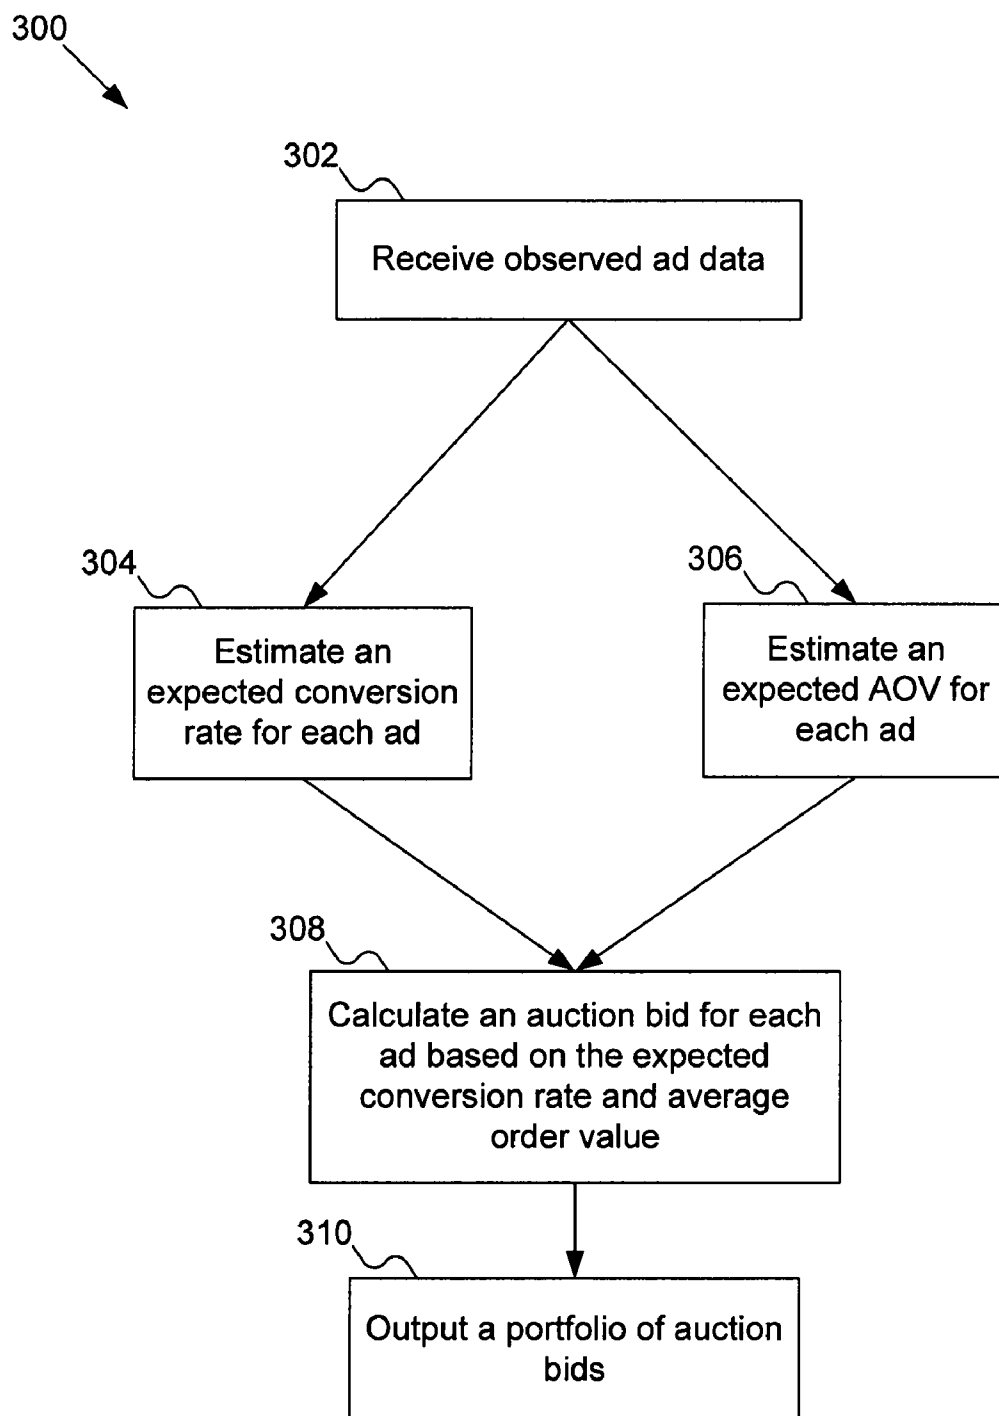 300
302
Receive observed ad data
304
Estimate an
expected conversion
rate for each ad
306
Estimate an
expected AOV for
each ad
308
Calculate an auction bid for each
ad based on the expected
conversion rate and average
order value
310
Output a portfolio of auction
bids